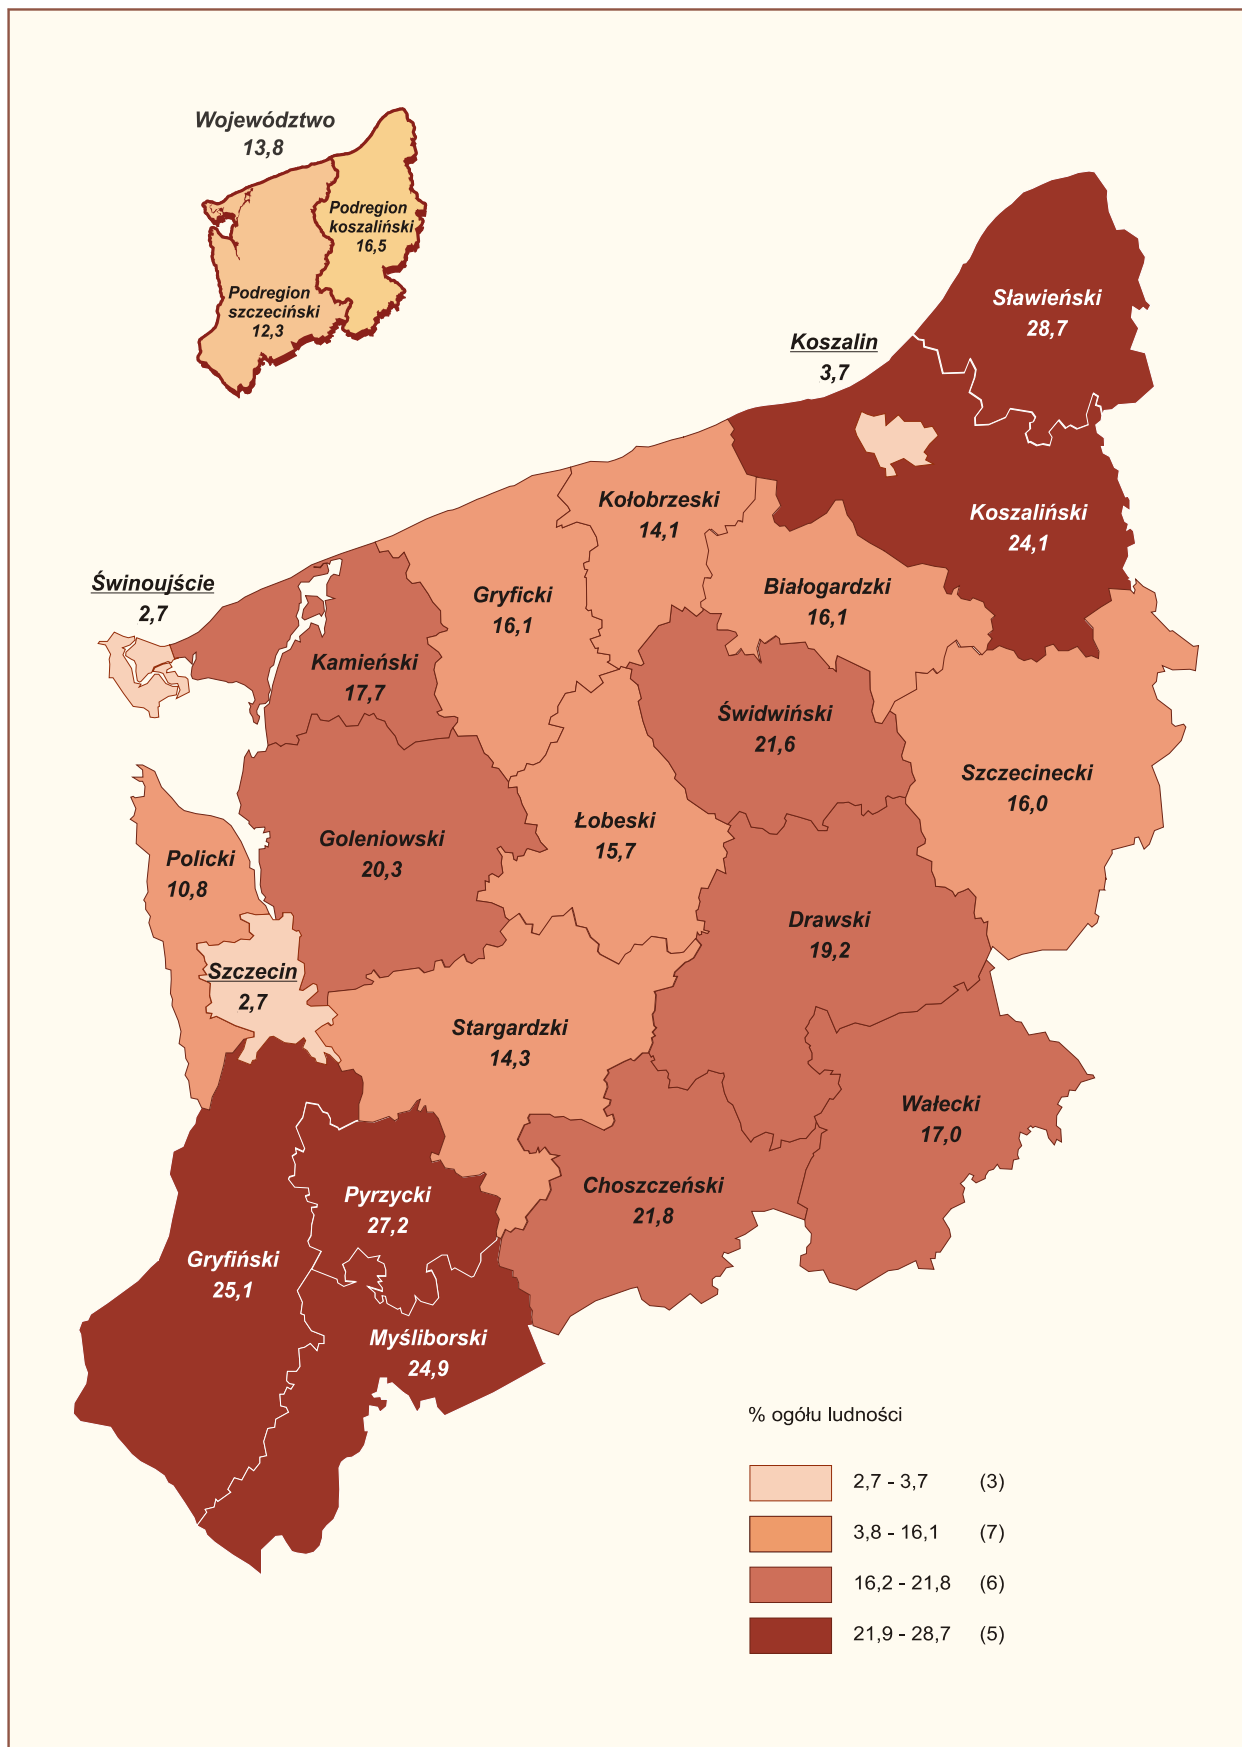 Województwo
13,8
Podregion
koszaliński
16,5
Podregion
szczeciński
12,3
Sławieński
28,7
Koszalin
3,7
Kołobrzeski
14,1
Koszaliński
24,1
Świnoujście
2,7
Gryficki
16,1
Białogardzki
16,1
Kamieński
17,7
Świdwiński
21,6
Szczecinecki
16,0
Goleniowski
20,3
Łobeski
15,7
Policki
10,8
Drawski
19,2
Szczecin
2,7
Stargardzki
14,3
Wałecki
17,0
Choszczeński
21,8
Pyrzycki
27,2
Gryfiński
25,1
Myśliborski
24,9
% ogółu ludności
2,7 - 3,7 (3)
3,8 - 16,1 (7)
16,2 - 21,8 (6)
21,9 - 28,7 (5)